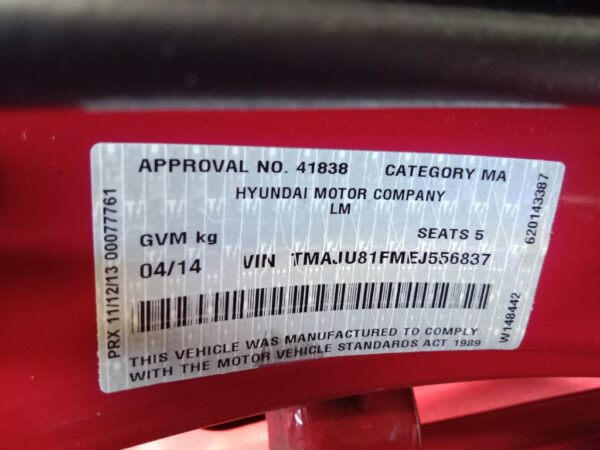 APPROVAL NO. 41838 CATEGORY MA
HYUNDAI MOTOR COMPANY
LM
GVM kg SEATS 5
04/14 VIN TMAJU81FMEJ556837
THIS VEHICLE WAS MANUFACTURED TO COMPLY
WITH THE MOTOR VEHICLE STANDARDS ACT 1989
PRX 11/12/13 00077761
620143387
W148442